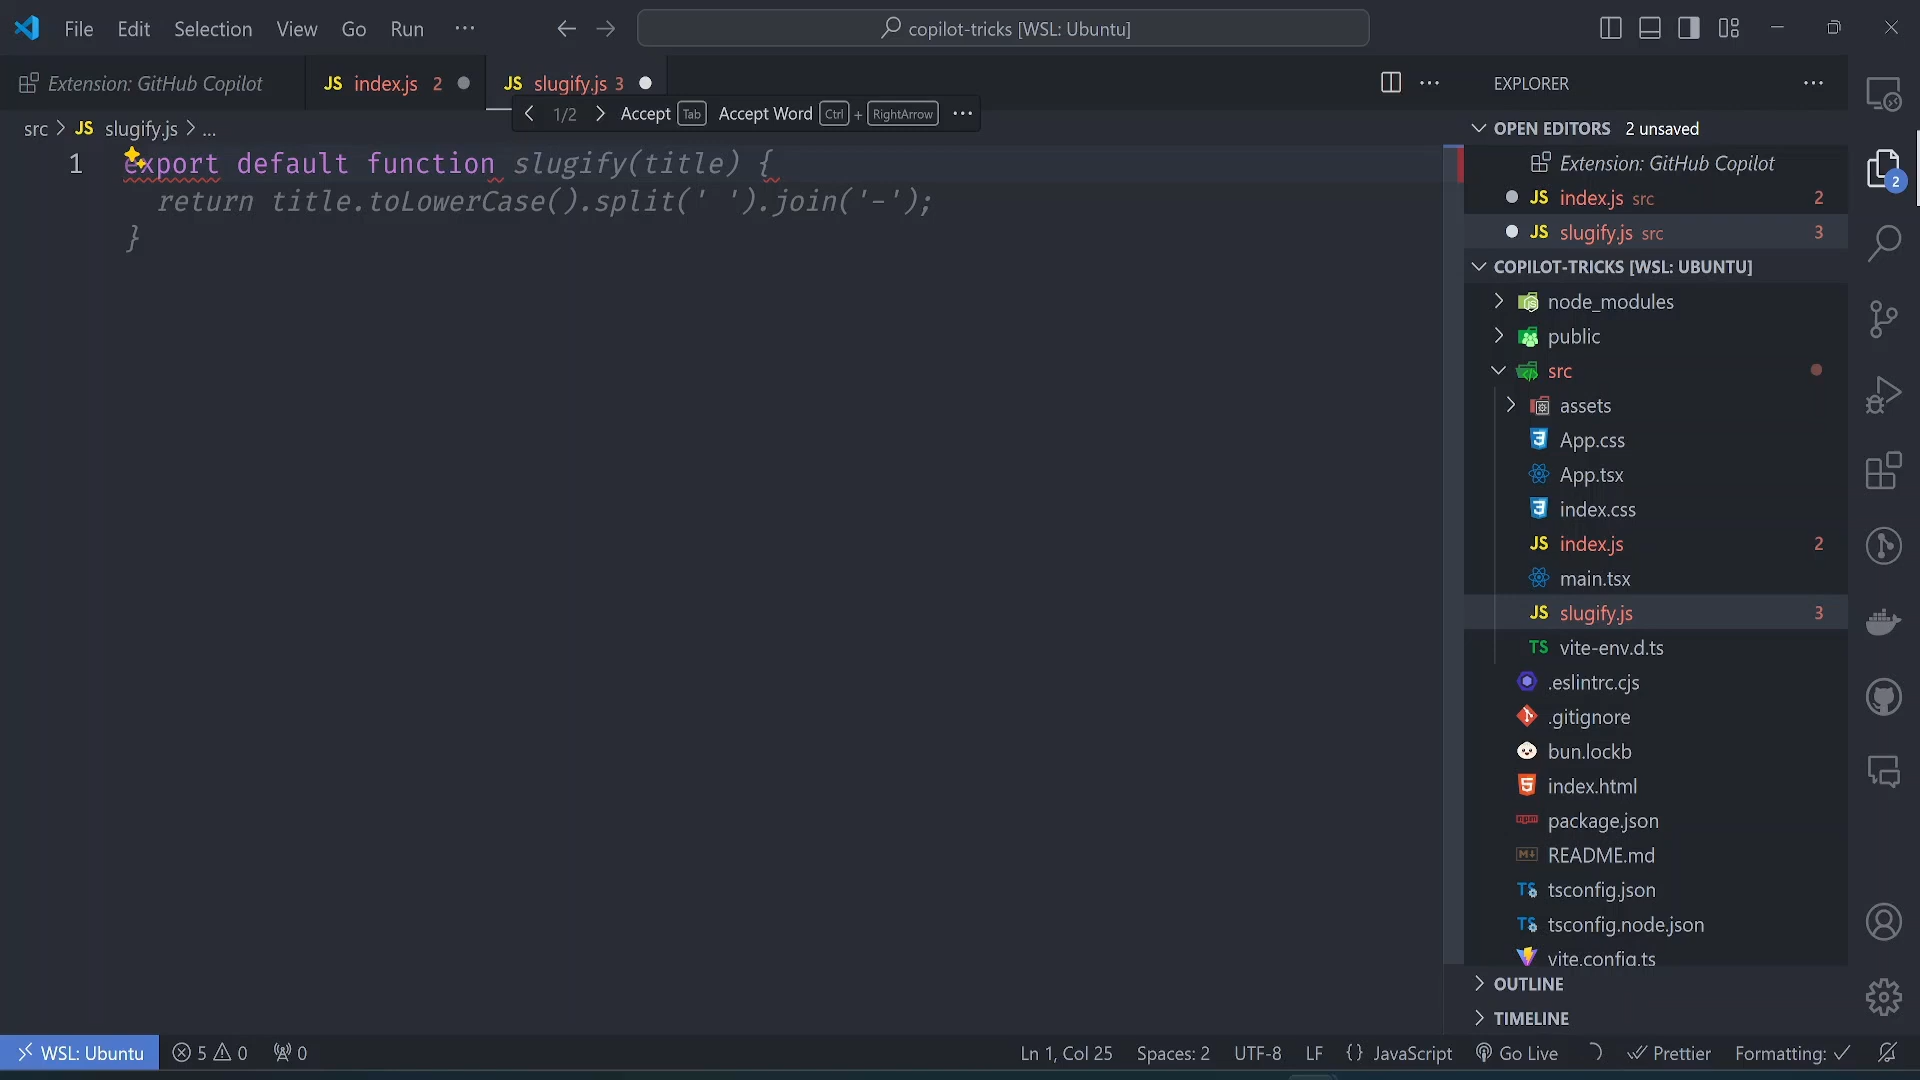 File Edit Selection View Go Run ··· copilot-tricks [WSL: Ubuntu]
Extension: GitHub Copilot JS index.js 2 JS slugify.js 3
1/2 Accept Tab Accept Word Ctrl + RightArrow ···
src > JS slugify.js > ...
1 export default function slugify(title) {
return title.toLowerCase().split(' ').join('-');
}
EXPLORER ···
OPEN EDITORS 2 unsaved
Extension: GitHub Copilot
JS index.js src 2
JS slugify.js src 3
COPILOT-TRICKS [WSL: UBUNTU]
node_modules
public
src
assets
App.css
App.tsx
index.css
JS index.js 2
main.tsx
JS slugify.js 3
TS vite-env.d.ts
.eslintrc.cjs
.gitignore
bun.lockb
index.html
package.json
README.md
TS tsconfig.json
TS tsconfig.node.json
vite.config.ts
OUTLINE
TIMELINE
2
WSL: Ubuntu 5 0 0 Ln 1, Col 25 Spaces: 2 UTF-8 LF {} JavaScript Go Live Prettier Formatting: ✓